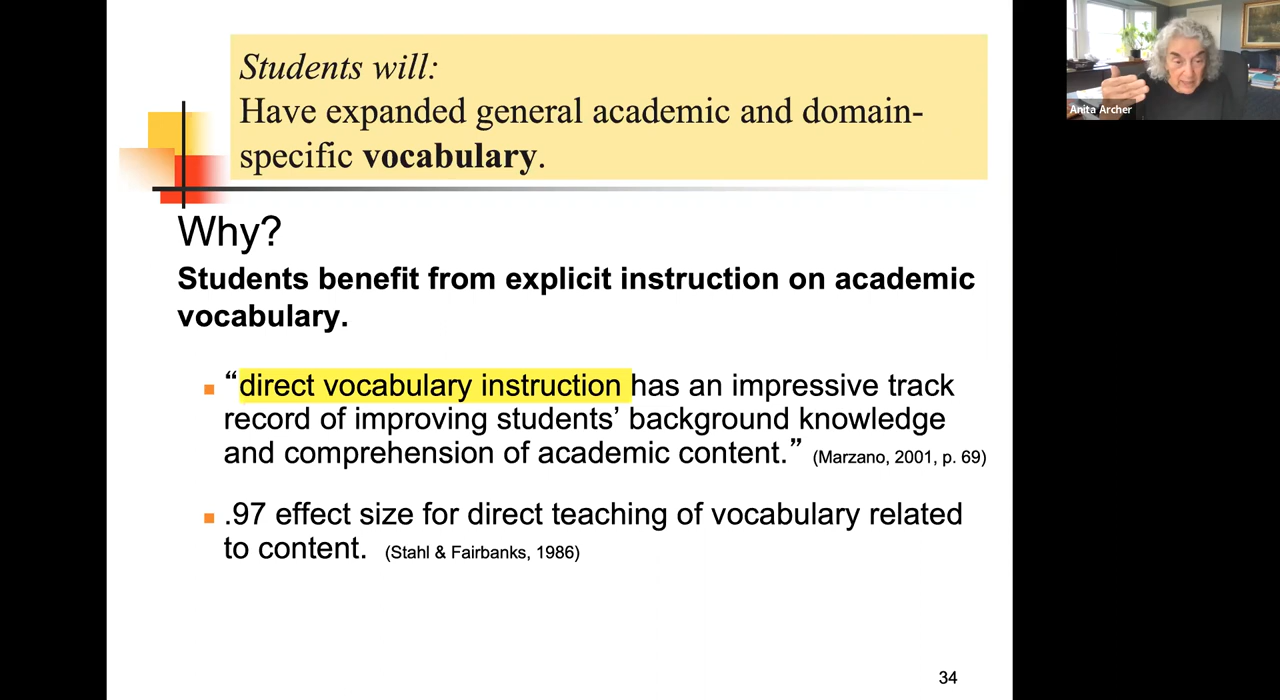 Students will:
Have expanded general academic and domain-
specific vocabulary.
Why?
Students benefit from explicit instruction on academic
vocabulary.
“direct vocabulary instruction has an impressive track
record of improving students’ background knowledge
and comprehension of academic content.” (Marzano, 2001, p. 69)
.97 effect size for direct teaching of vocabulary related
to content. (Stahl & Fairbanks, 1986)
34
Anita Archer